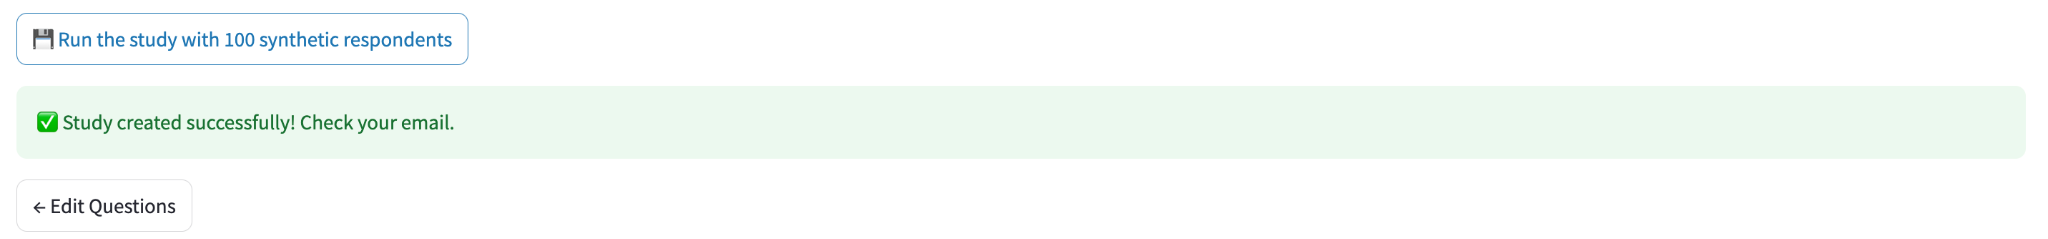 💾 Run the study with 100 synthetic respondents
✅ Study created successfully! Check your email.
← Edit Questions